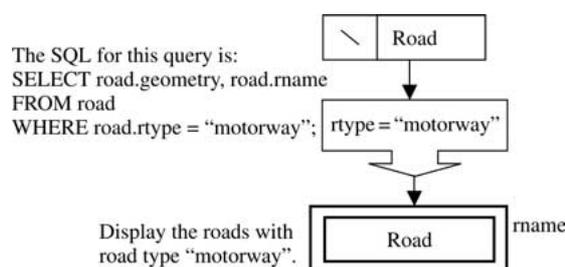 The SQL for this query is:
SELECT road.geometry, road.rname
FROM road
WHERE road.rtype = “motorway”;
Road
rtype = “motorway”
Display the roads with
road type “motorway”.
Road
rname